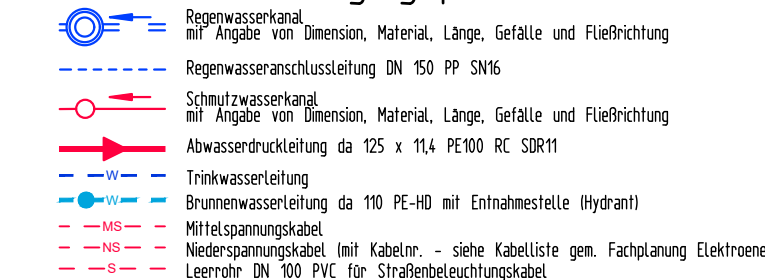 Regenwasserkanal
mit Angabe von Dimension, Material, Länge, Gefälle und Fließrichtung
Regenwasseranschlussleitung DN 150 PP SN16
Schmutzwasserkanal
mit Angabe von Dimension, Material, Länge, Gefälle und Fließrichtung
Abwasserdruckleitung da 125 x 11,4 PE100 RC SDR11
W Trinkwasserleitung
W Brunnenwasserleitung da 110 PE-HD mit Entnahmestelle (Hydrant)
MS Mittelspannungskabel
NS Niederspannungskabel (mit Kabelnr. - siehe Kabelliste gem. Fachplanung Elektroene
S Leerrohr DN 100 PVC für Straßenbeleuchtungskabel